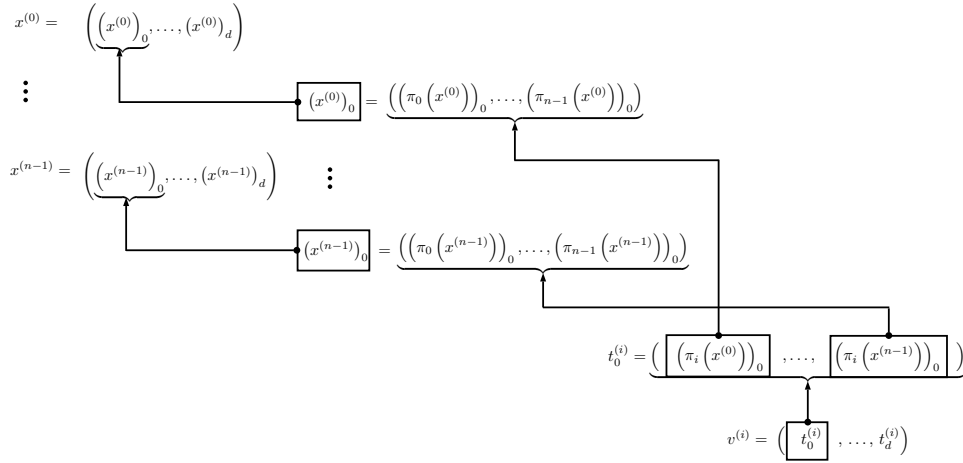 x^{(0)} = ((x^{(0)})_0, …, (x^{(0)})_d)
⋮
(x^{(0)})_0 = ((π_0(x^{(0)}))_0, …, (π_{n−1}(x^{(0)}))_0)
x^{(n−1)} = ((x^{(n−1)})_0, …, (x^{(n−1)})_d)
⋮
(x^{(n−1)})_0 = ((π_0(x^{(n−1)}))_0, …, (π_{n−1}(x^{(n−1)}))_0)
t_0^{(i)} = ((π_i(x^{(0)}))_0, …, (π_i(x^{(n−1)}))_0)
v^{(i)} = (t_0^{(i)}, …, t_d^{(i)})